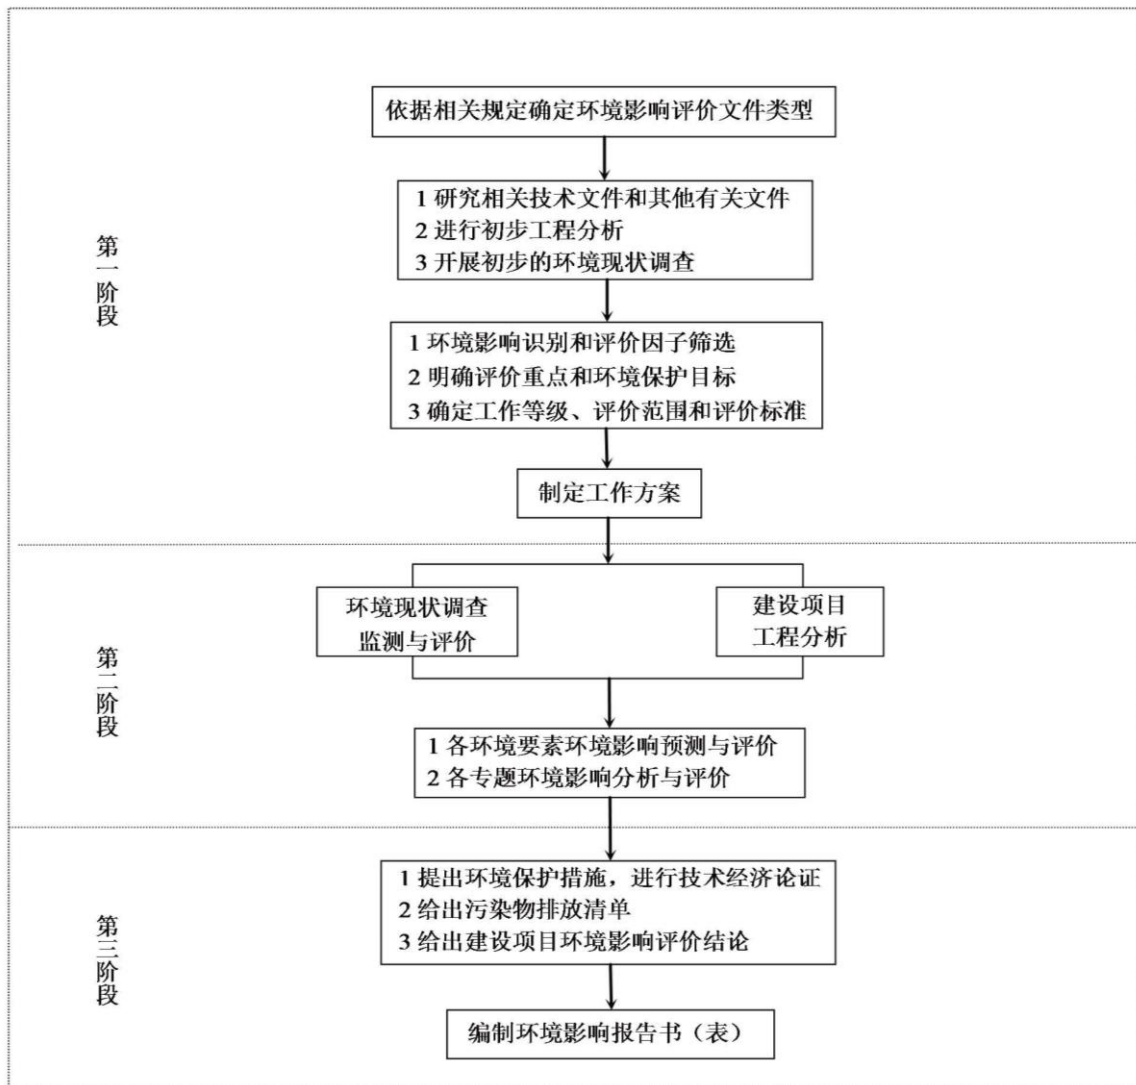 依据相关规定确定环境影响评价文件类型
1 研究相关技术文件和其他有关文件
2 进行初步工程分析
3 开展初步的环境现状调查
第一阶段
1 环境影响识别和评价因子筛选
2 明确评价重点和环境保护目标
3 确定工作等级、评价范围和评价标准
制定工作方案
环境现状调查
监测与评价
建设项目
工程分析
第二阶段
1 各环境要素环境影响预测与评价
2 各专题环境影响分析与评价
1 提出环境保护措施，进行技术经济论证
2 给出污染物排放清单
3 给出建设项目环境影响评价结论
第三阶段
编制环境影响报告书（表）